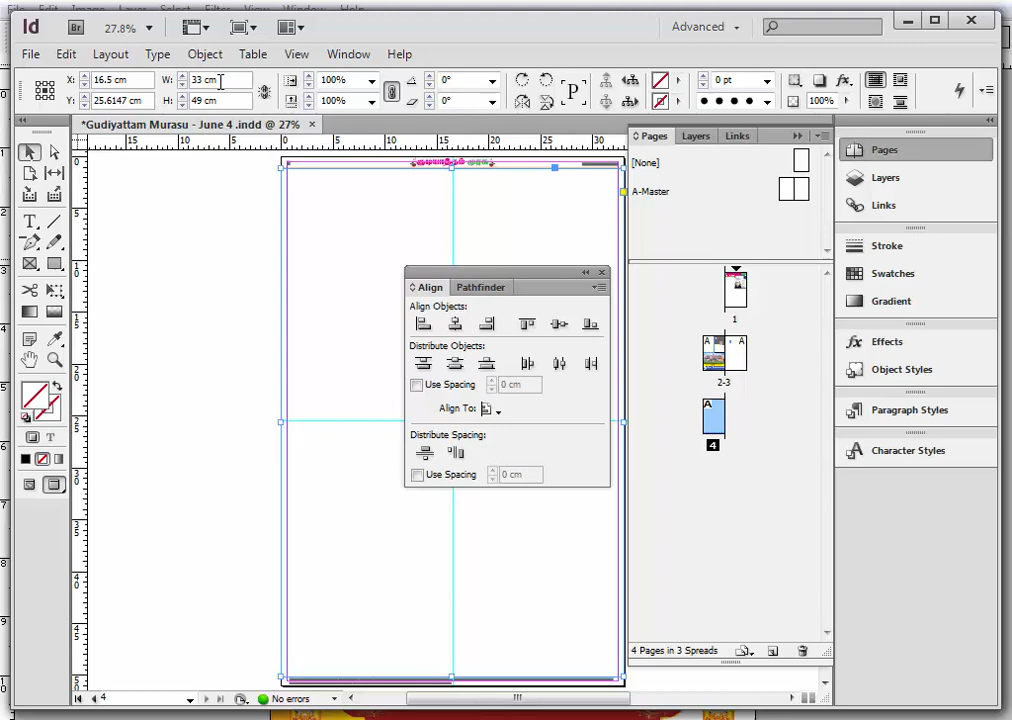 Id Br 27.8% Advanced
File Edit Layout Type Object Table View Window Help
X: 16.5 cm W: 33 cm 100% 0° 0 pt fx.
Y: 25.6147 cm H: 49 cm 100% 0° P 100%
*Gudiyattam Murasu - June 4 .indd @ 27% ×
15 10 5 0 5 10 15 20 25 30
Pages Layers Links
[None]
A-Master
Pages
Layers
Links
Stroke
Swatches
Gradient
Effects
Object Styles
Paragraph Styles
Character Styles
Align Pathfinder
Align Objects:
Distribute Objects:
Use Spacing 0 cm
Align To:
Distribute Spacing:
Use Spacing 0 cm
1
A A
2-3
A
4
4 Pages in 3 Spreads
4 No errors